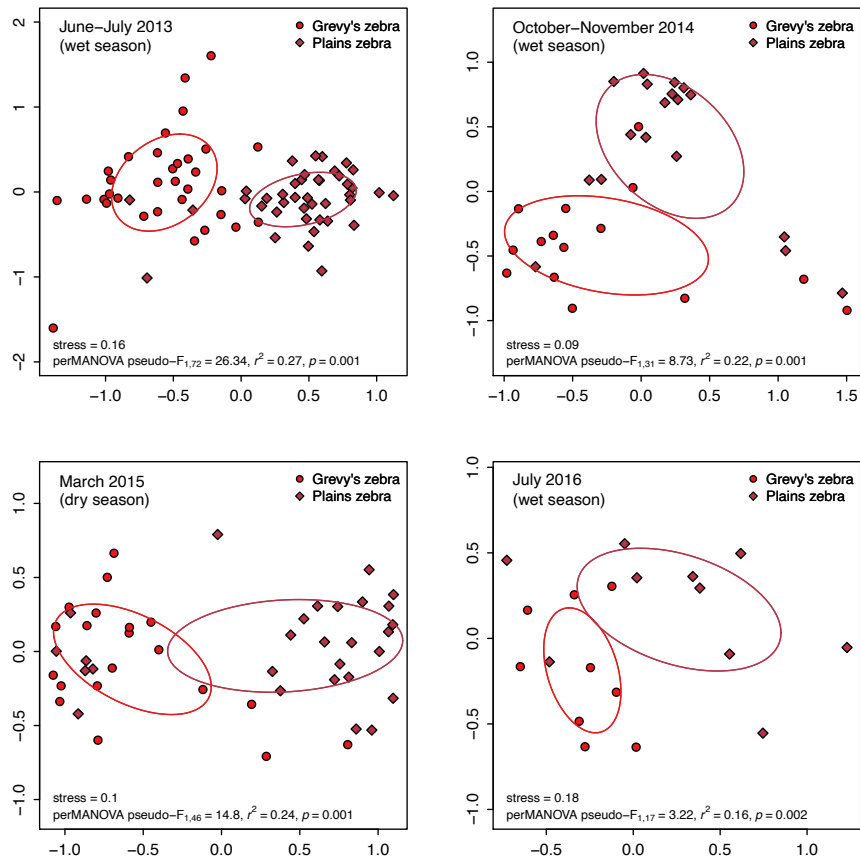 June−July 2013
(wet season)
Grevy's zebra
Plains zebra
2
1
0
−1
−2
stress = 0.16
perMANOVA pseudo−F1,72 = 26.34, r2 = 0.27, p = 0.001
−1.0 −0.5 0.0 0.5 1.0
October−November 2014
(wet season)
Grevy's zebra
Plains zebra
1.0
0.5
0.0
−0.5
−1.0
stress = 0.09
perMANOVA pseudo−F1,31 = 8.73, r2 = 0.22, p = 0.001
−1.0 −0.5 0.0 0.5 1.0 1.5
March 2015
(dry season)
Grevy's zebra
Plains zebra
1.0
0.5
0.0
−0.5
−1.0
stress = 0.1
perMANOVA pseudo−F1,46 = 14.8, r2 = 0.24, p = 0.001
−1.0 −0.5 0.0 0.5 1.0
July 2016
(wet season)
Grevy's zebra
Plains zebra
1.0
0.5
0.0
−0.5
−1.0
stress = 0.18
perMANOVA pseudo−F1,17 = 3.22, r2 = 0.16, p = 0.002
−0.5 0.0 0.5 1.0